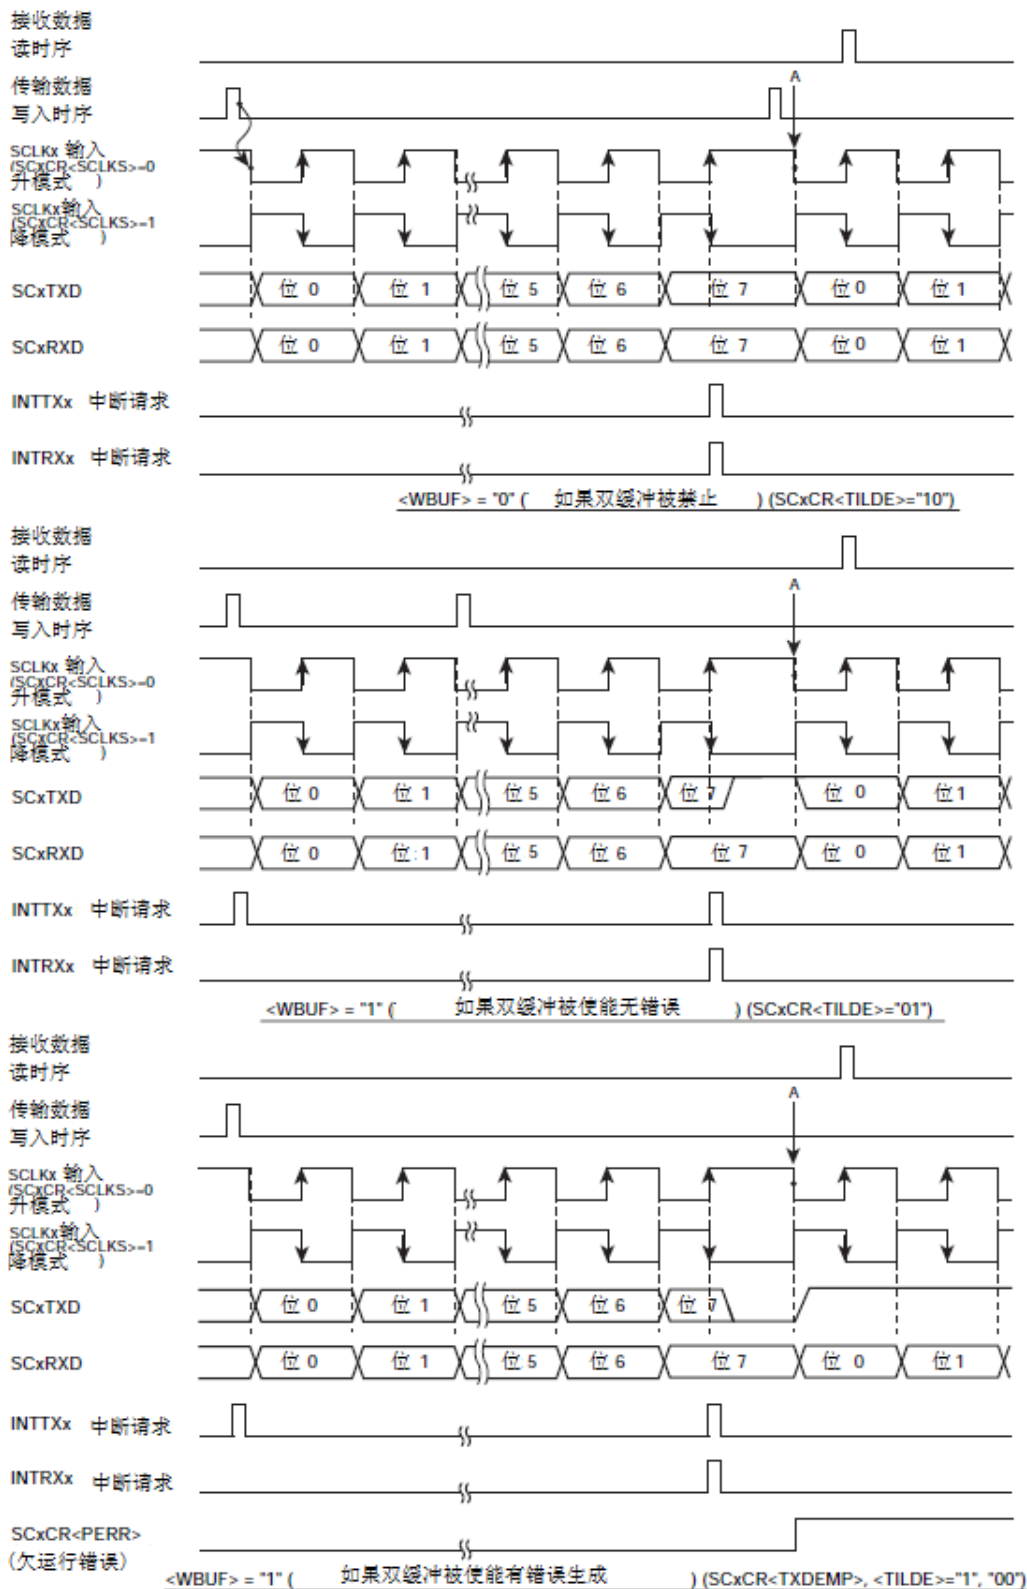 接收数据
读时序
传输数据
写入时序
A
SCLKx 输入
(SCxCR<SCLKS>=0
升模式 )
SCLKx输入
(SCxCR<SCLKS>=1
降模式 )
SCxTXD 位 0 位 1 位 5 位 6 位 7 位 0 位 1
SCxRXD 位 0 位 1 位 5 位 6 位 7 位 0 位 1
INTTXx 中断请求
INTRXx 中断请求
<WBUF> = "0" ( 如果双缓冲被禁止 ) (SCxCR<TILDE>="10")
接收数据
读时序
传输数据
写入时序
A
SCLKx 输入
(SCxCR<SCLKS>=0
升模式 )
SCLKx输入
(SCxCR<SCLKS>=1
降模式 )
SCxTXD 位 0 位 1 位 5 位 6 位 7 位 0 位 1
SCxRXD 位 0 位:1 位 5 位 6 位 7 位 0 位 1
INTTXx 中断请求
INTRXx 中断请求
<WBUF> = "1" ( 如果双缓冲被使能无错误 ) (SCxCR<TILDE>="01")
接收数据
读时序
传输数据
写入时序
A
SCLKx 输入
(SCxCR<SCLKS>=0
升模式 )
SCLKx输入
(SCxCR<SCLKS>=1
降模式 )
SCxTXD 位 0 位 1 位 5 位 6 位 7
SCxRXD 位 0 位 1 位 5 位 6 位 7 位 0 位 1
INTTXx 中断请求
INTRXx 中断请求
SCxCR<PERR>
(欠运行错误)
<WBUF> = "1" ( 如果双缓冲被使能有错误生成 ) (SCxCR<TXDEMP>, <TILDE>="1", "00")